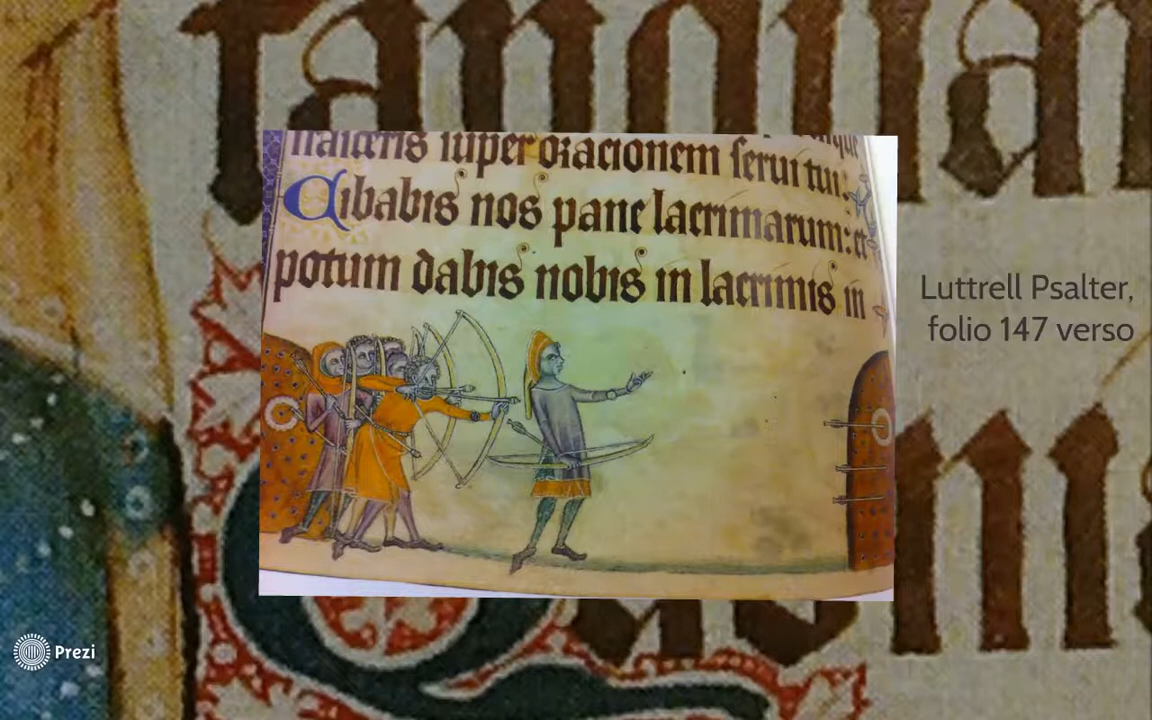 irasceris super oracionem serui tui:
Cibabis nos pane lacrimarum: et
potum dabis nobis in lacrimis in
Luttrell Psalter,
folio 147 verso
Prezi